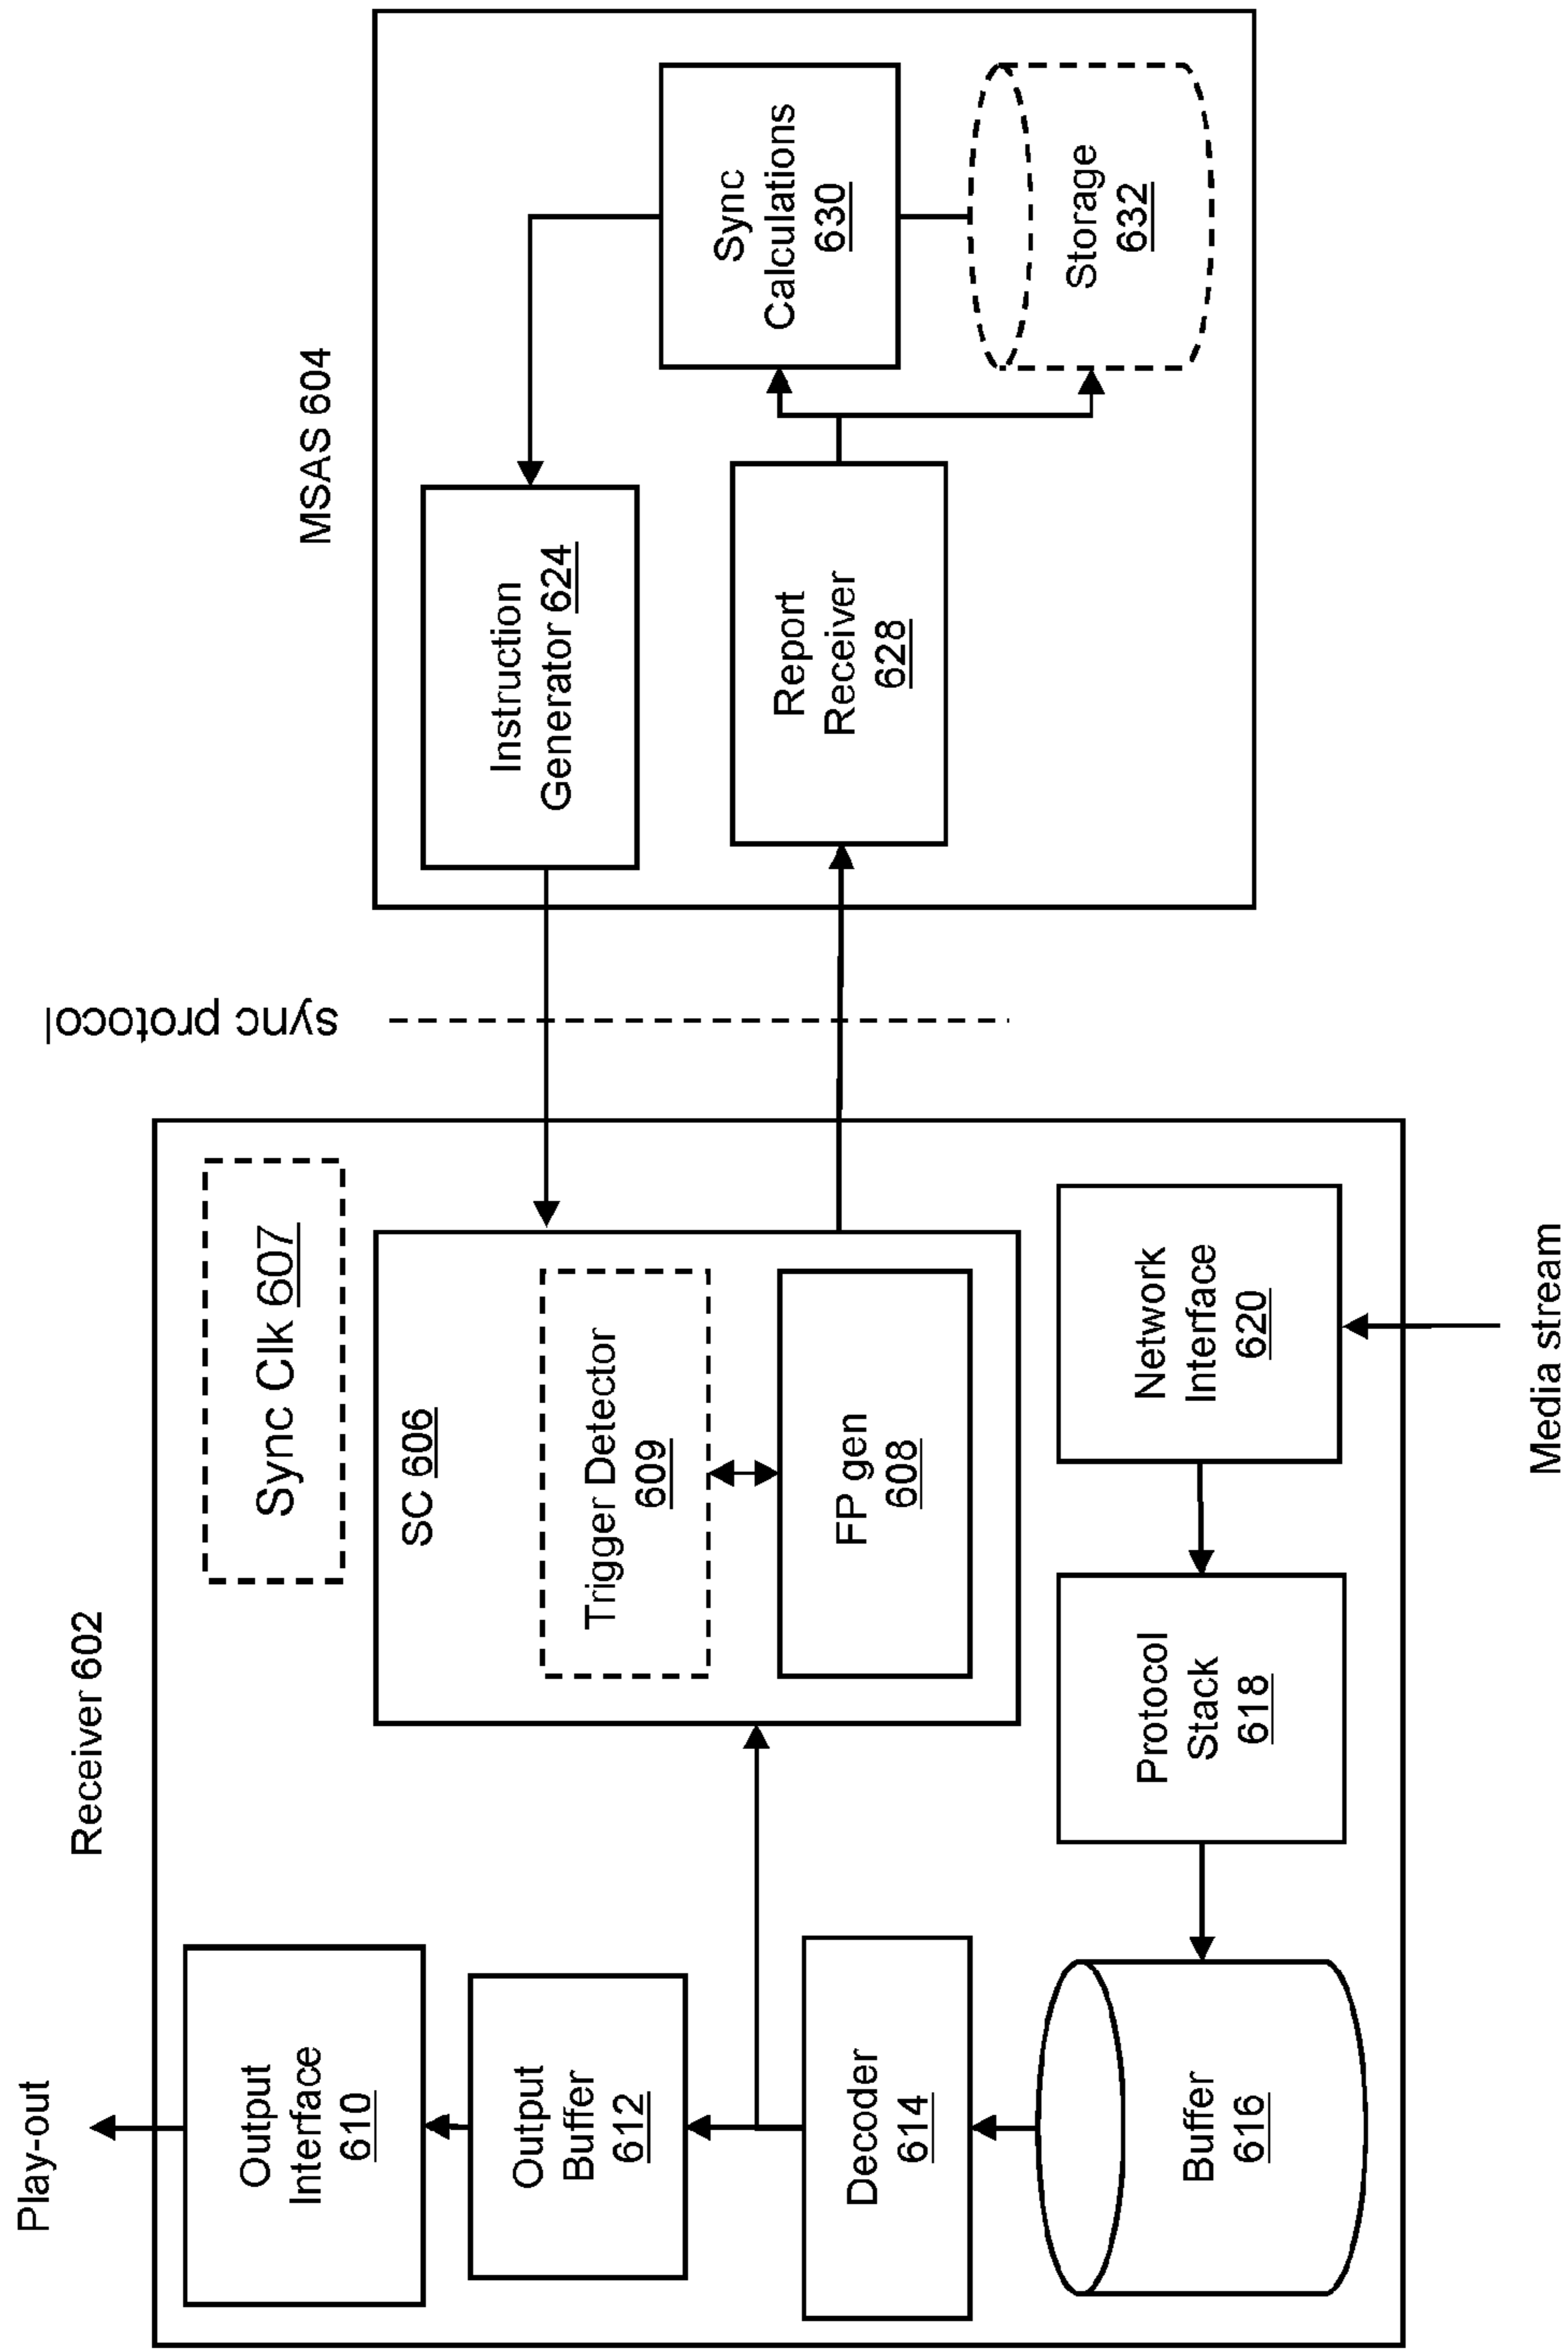 Play-out
Receiver 602
Output
Interface
610
Output
Buffer
612
Decoder
614
Buffer
616
Sync Clk 607
SC 606
Trigger Detector
609
FP gen
608
Protocol
Stack
618
Network
Interface
620
Media stream
sync protocol
MSAS 604
Instruction
Generator 624
Report
Receiver
628
Sync
Calculations
630
Storage
632